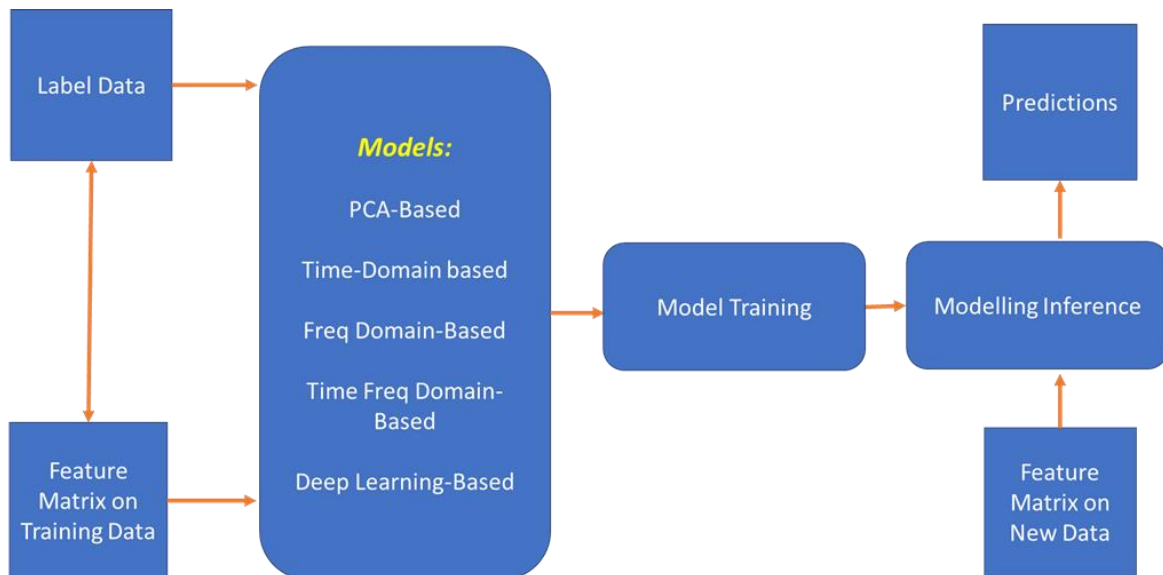 Label Data
Models:
PCA-Based
Time-Domain based
Freq Domain-Based
Time Freq Domain-
Based
Deep Learning-Based
Feature
Matrix on
Training Data
Model Training
Modelling Inference
Predictions
Feature
Matrix on
New Data